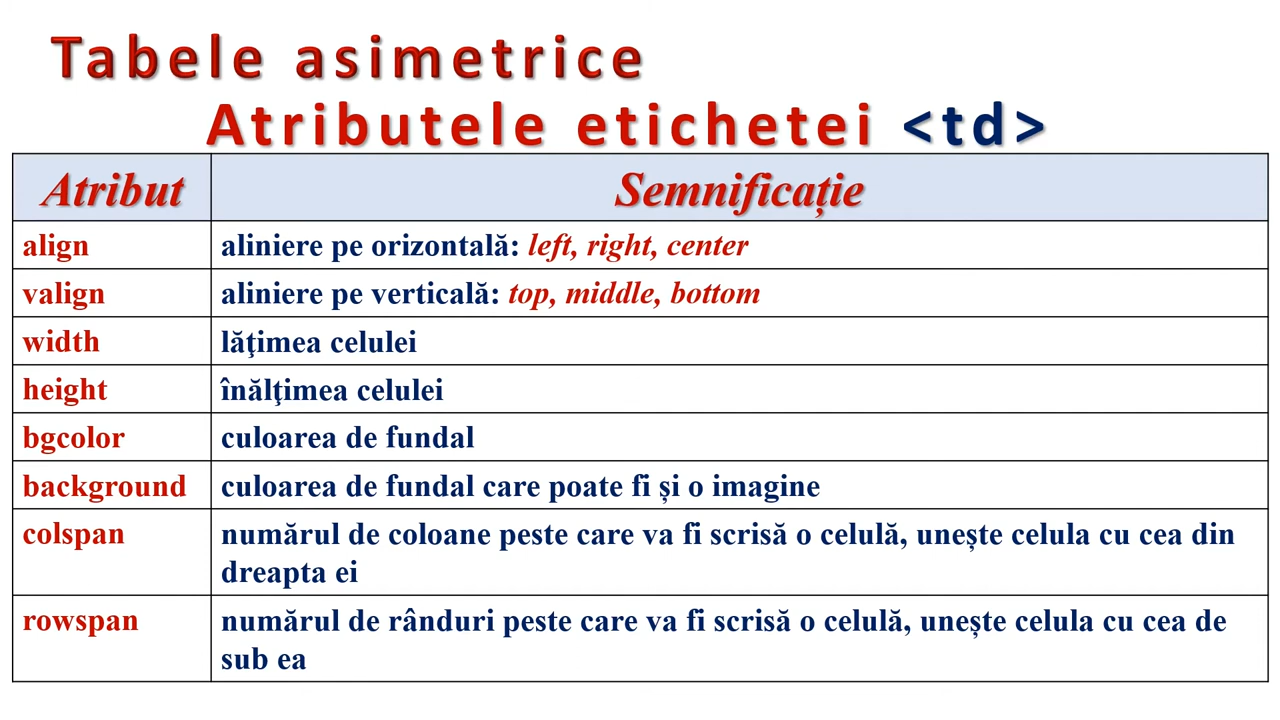 Tabele asimetrice
Atributele etichetei <td>
Atribut Semnificație
align aliniere pe orizontală: left, right, center
valign aliniere pe verticală: top, middle, bottom
width lăţimea celulei
height înălţimea celulei
bgcolor culoarea de fundal
background culoarea de fundal care poate fi și o imagine
colspan numărul de coloane peste care va fi scrisă o celulă, unește celula cu cea din
dreapta ei
rowspan numărul de rânduri peste care va fi scrisă o celulă, unește celula cu cea de
sub ea